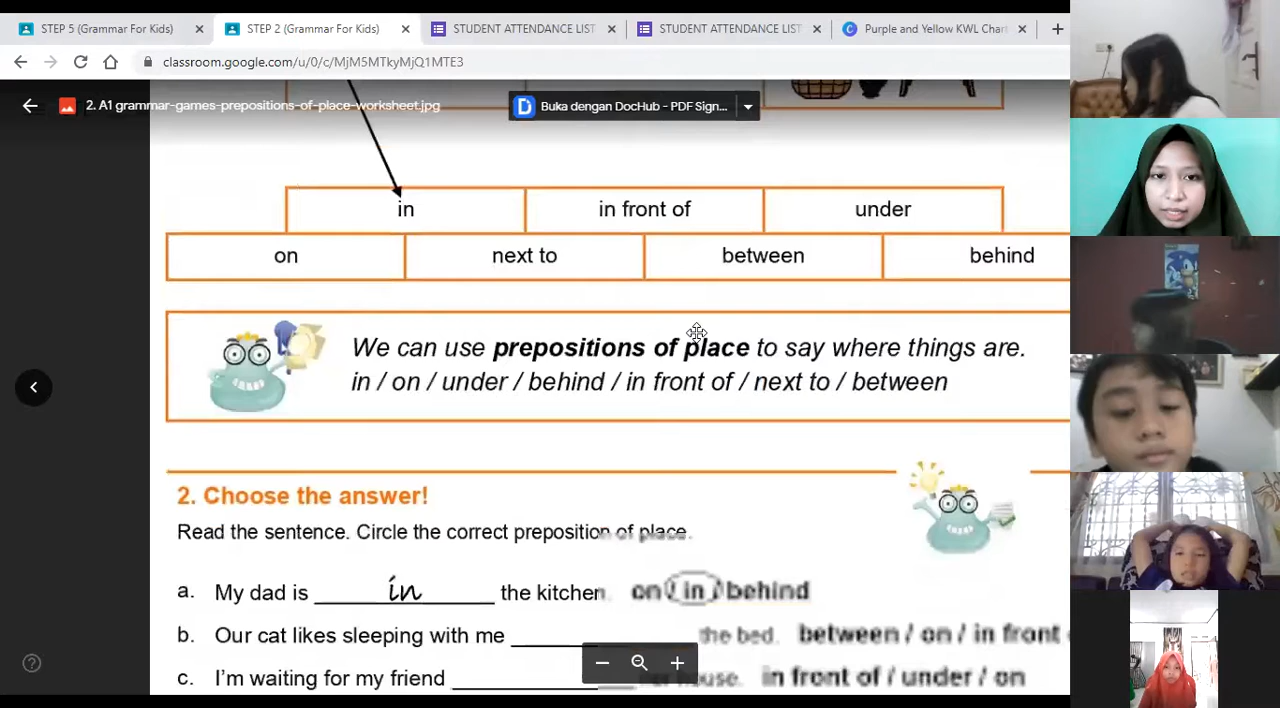 STEP 5 (Grammar For Kids)
STEP 2 (Grammar For Kids)
STUDENT ATTENDANCE LIST
STUDENT ATTENDANCE LIST
Purple and Yellow KWL Chart
classroom.google.com/u/0/c/MjM5MTkyMjQ1MTE3
2. A1 grammar-games-prepositions-of-place-worksheet.jpg
Buka dengan DocHub - PDF Sign...
in
in front of
under
on
next to
between
behind
We can use prepositions of place to say where things are.
in / on / under / behind / in front of / next to / between
2. Choose the answer!
Read the sentence. Circle the correct preposition of place.
a. My dad is in the kitchen. on / in / behind
b. Our cat likes sleeping with me the bed. between / on / in front
c. I'm waiting for my friend house. in front of / under / on